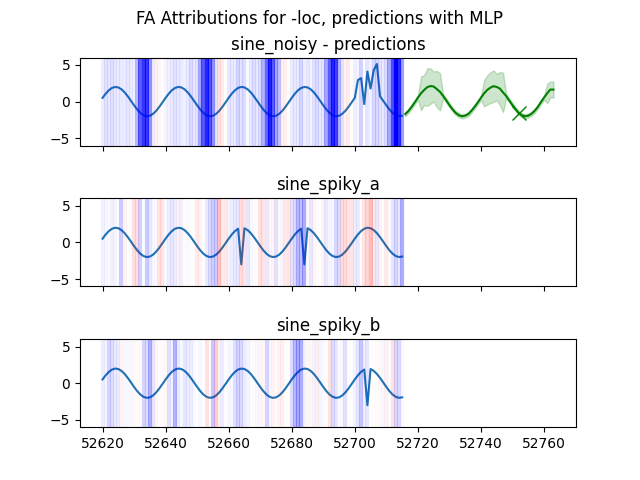 FA Attributions for -loc, predictions with MLP
sine_noisy - predictions
5
0
−5
sine_spiky_a
5
0
−5
sine_spiky_b
5
0
−5
52620 52640 52660 52680 52700 52720 52740 52760